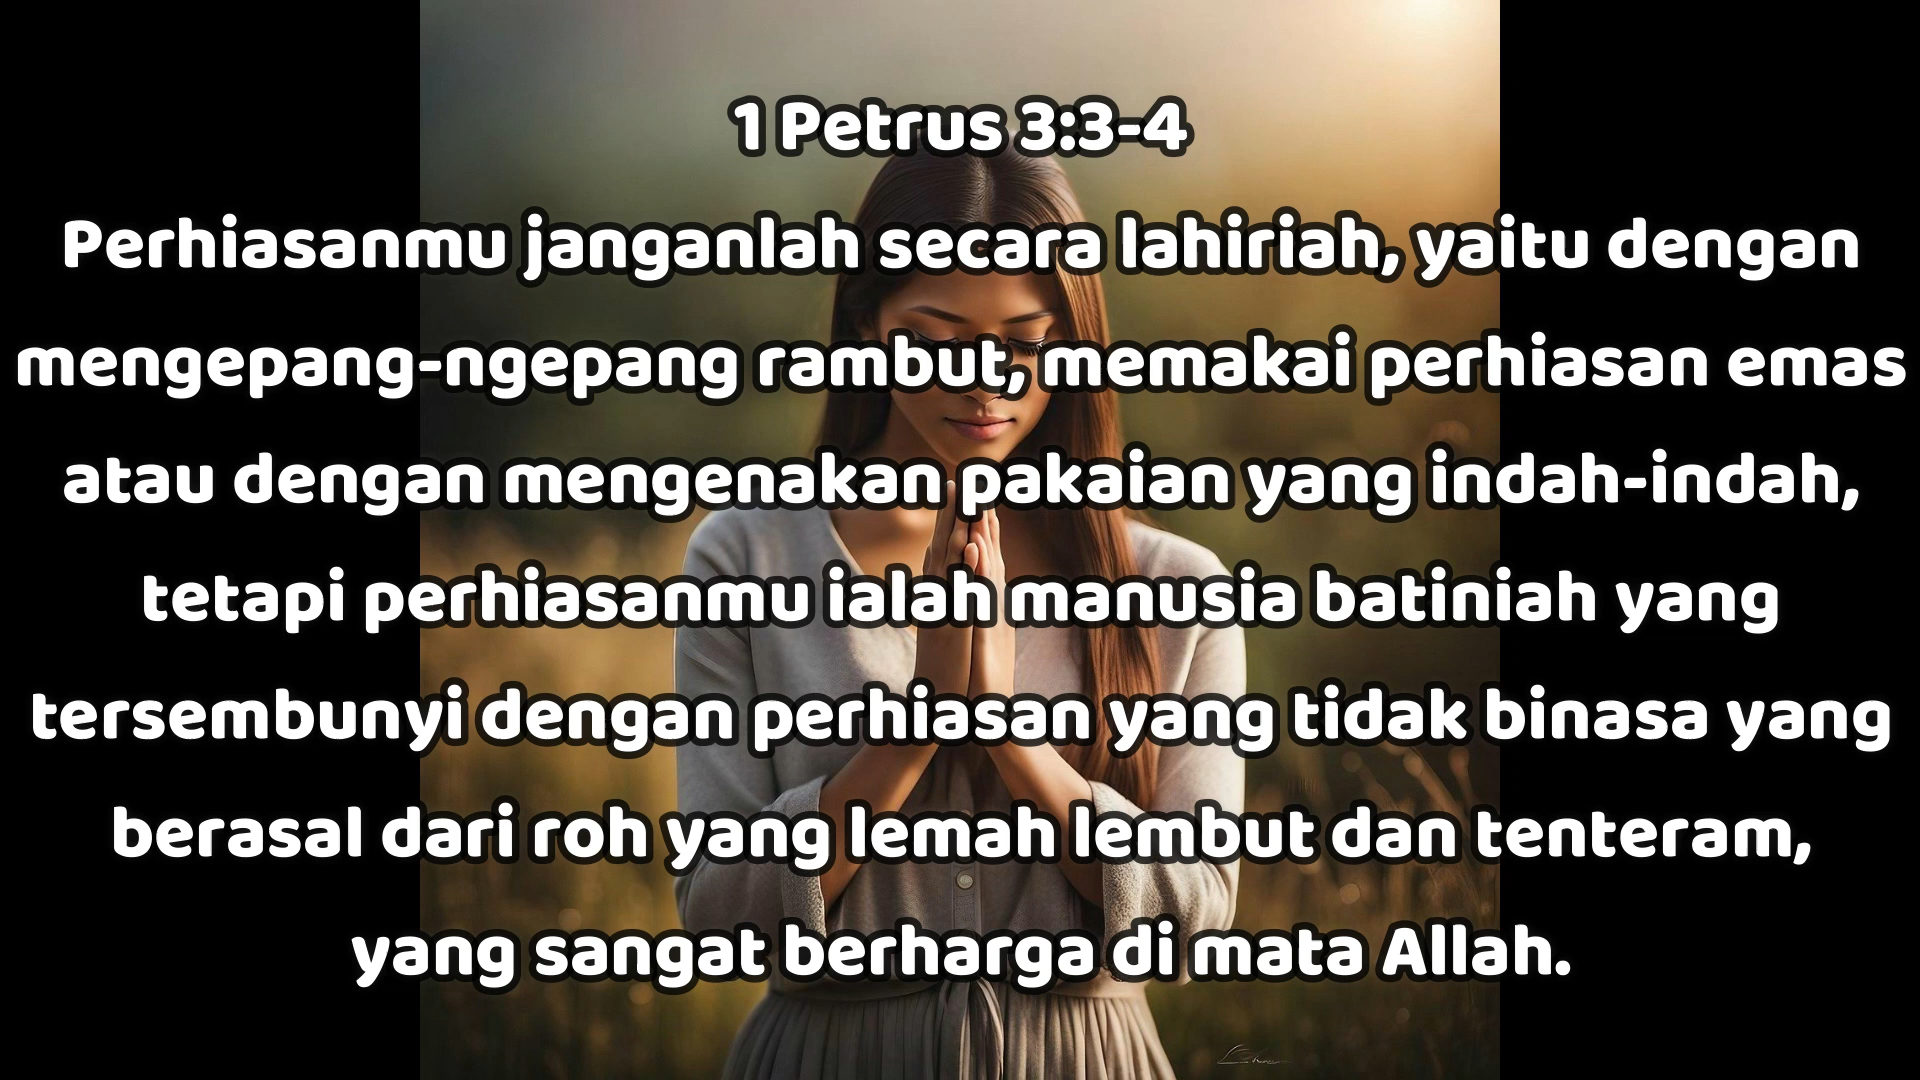 1 Petrus 3:3-4
Perhiasanmu janganlah secara lahiriah, yaitu dengan
mengepang-ngepang rambut, memakai perhiasan emas
atau dengan mengenakan pakaian yang indah-indah,
tetapi perhiasanmu ialah manusia batiniah yang
tersembunyi dengan perhiasan yang tidak binasa yang
berasal dari roh yang lemah lembut dan tenteram,
yang sangat berharga di mata Allah.